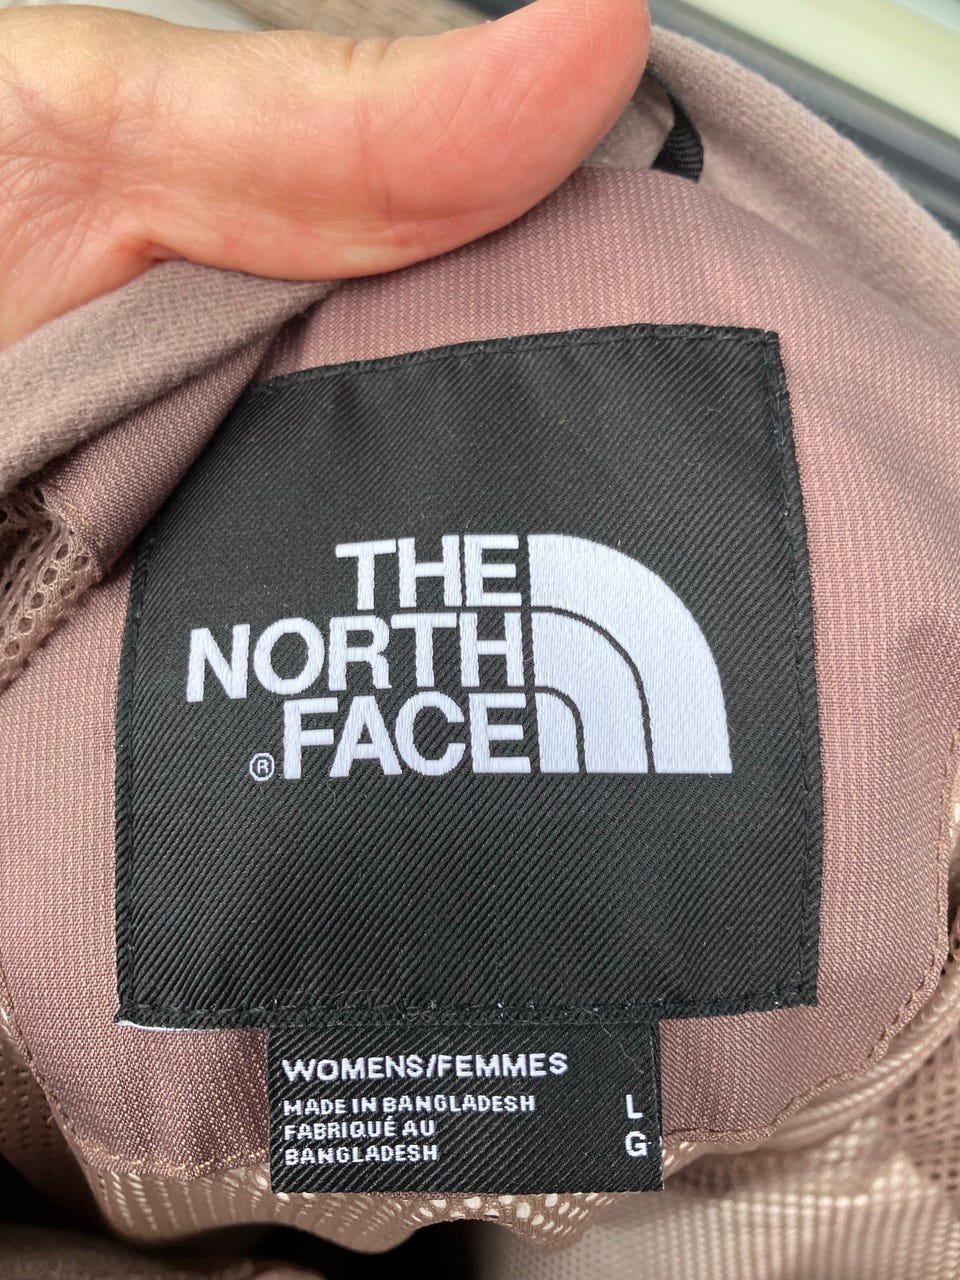 THE
NORTH
FACE
®
WOMENS/FEMMES
MADE IN BANGLADESH L
FABRIQUÉ AU G
BANGLADESH